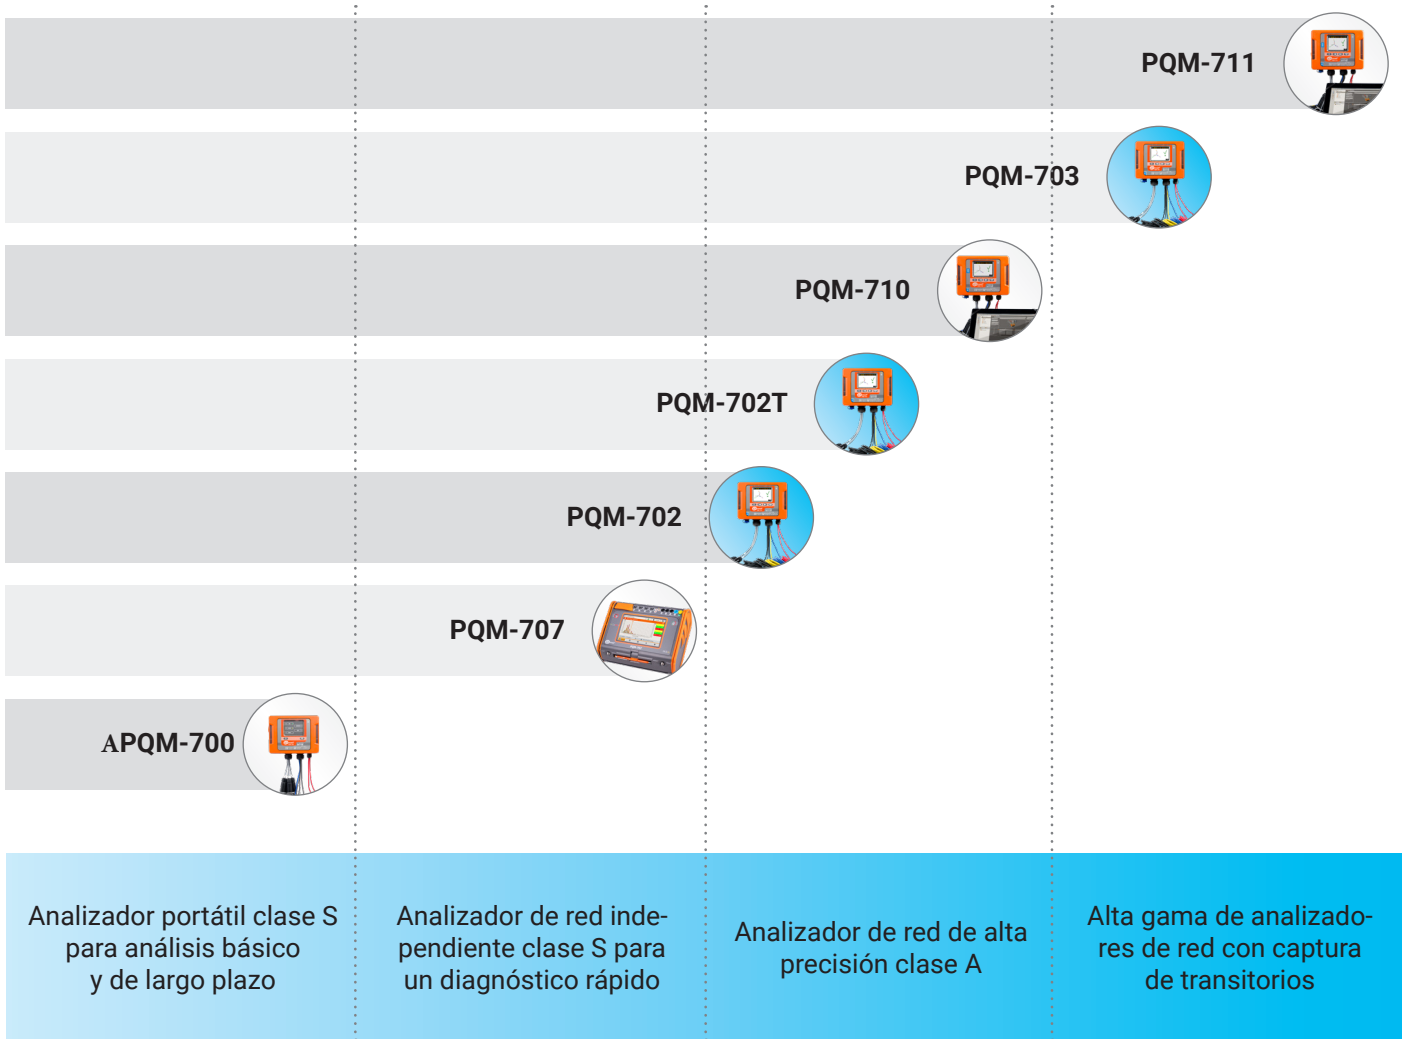 PQM-711
PQM-703
PQM-710
PQM-702T
PQM-702
PQM-707
APQM-700
Analizador portátil clase S
para análisis básico
y de largo plazo
Analizador de red inde-
pendiente clase S para
un diagnóstico rápido
Analizador de red de alta
precisión clase A
Alta gama de analizado-
res de red con captura
de transitorios